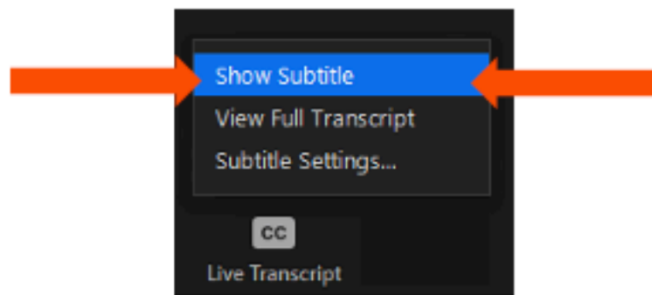 Show Subtitle
View Full Transcript
Subtitle Settings...
CC
Live Transcript